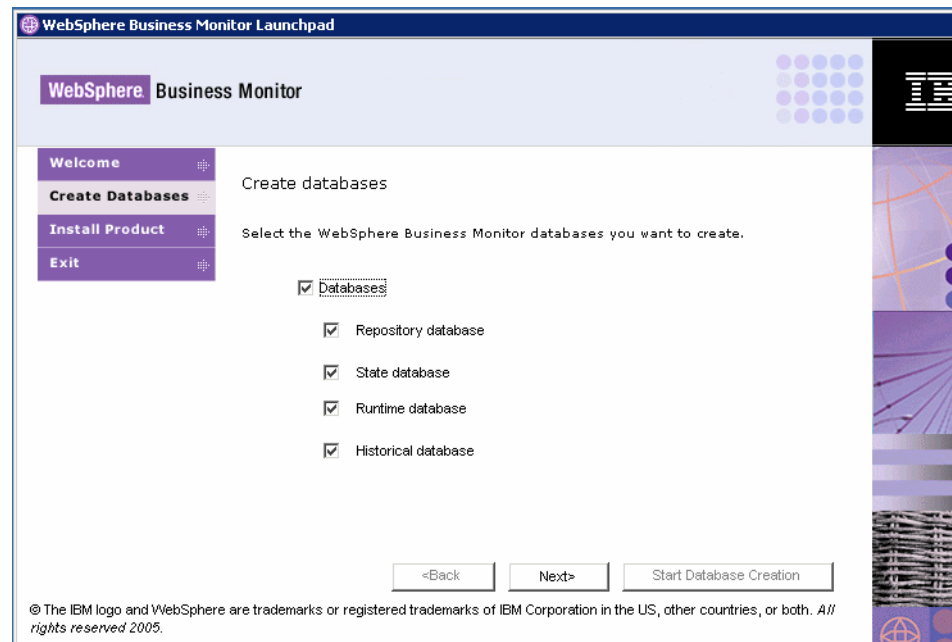 WebSphere Business Monitor Launchpad
WebSphere Business Monitor
IB
Welcome
Create Databases
Install Product
Exit
Create databases
Select the WebSphere Business Monitor databases you want to create.
Databases
Repository database
State database
Runtime database
Historical database
<Back
Next>
Start Database Creation
© The IBM logo and WebSphere are trademarks or registered trademarks of IBM Corporation in the US, other countries, or both. All
rights reserved 2005.